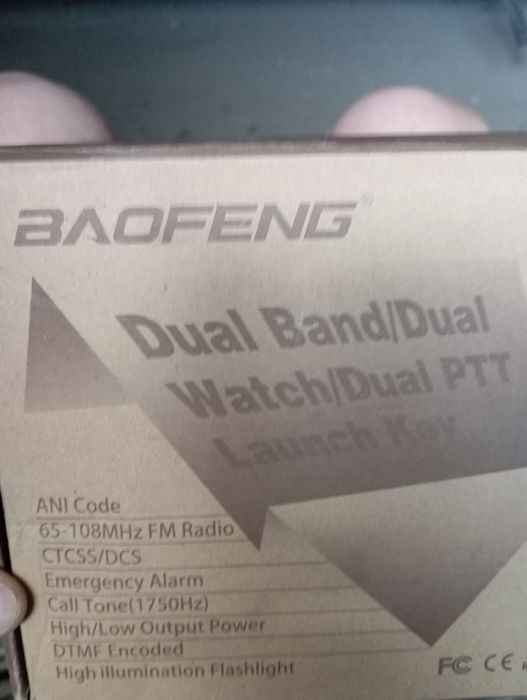 BAOFENG®
Dual Band/Dual
Watch/Dual PTT
Launch Key
ANI Code
65-108MHz FM Radio
CTCSS/DCS
Emergency Alarm
Call Tone(1750Hz)
High/Low Output Power
DTMF Encoded
High illumination Flashlight
FC CE